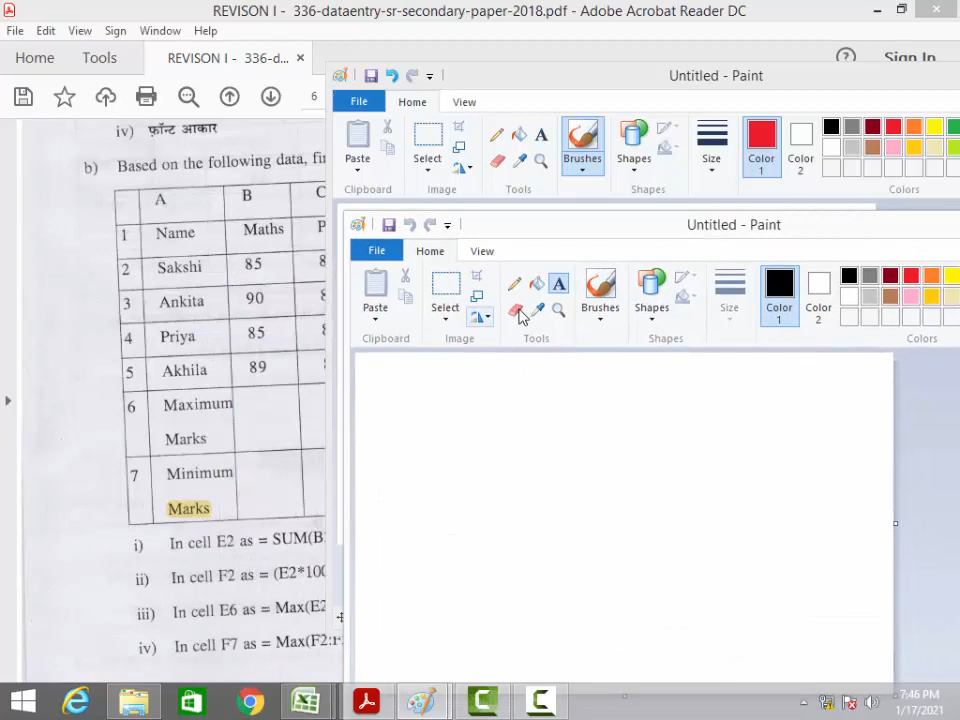 REVISON I - 336-dataentry-sr-secondary-paper-2018.pdf - Adobe Acrobat Reader DC
File Edit View Sign Window Help
Home Tools REVISON I - 336-d... × Sign In
6
iv) फ़ॉन्ट आकार
b) Based on the following data, fi
A B C
1 Name Maths P
2 Sakshi 85 8
3 Ankita 90 8
4 Priya 85 8
5 Akhila 89 8
6 Maximum
Marks
7 Minimum
Marks
i) In cell E2 as = SUM(B
ii) In cell F2 as = (E2*100
iii) In cell E6 as = Max(E2
iv) In cell F7 as = Max(F2:
Untitled - Paint
File Home View
Paste Select Brushes Shapes Size Color 1 Color 2
Clipboard Image Tools Shapes Colors
Untitled - Paint
File Home View
Paste Select Brushes Shapes Size Color 1 Color 2
Clipboard Image Tools Shapes Colors
7:46 PM
1/17/2021